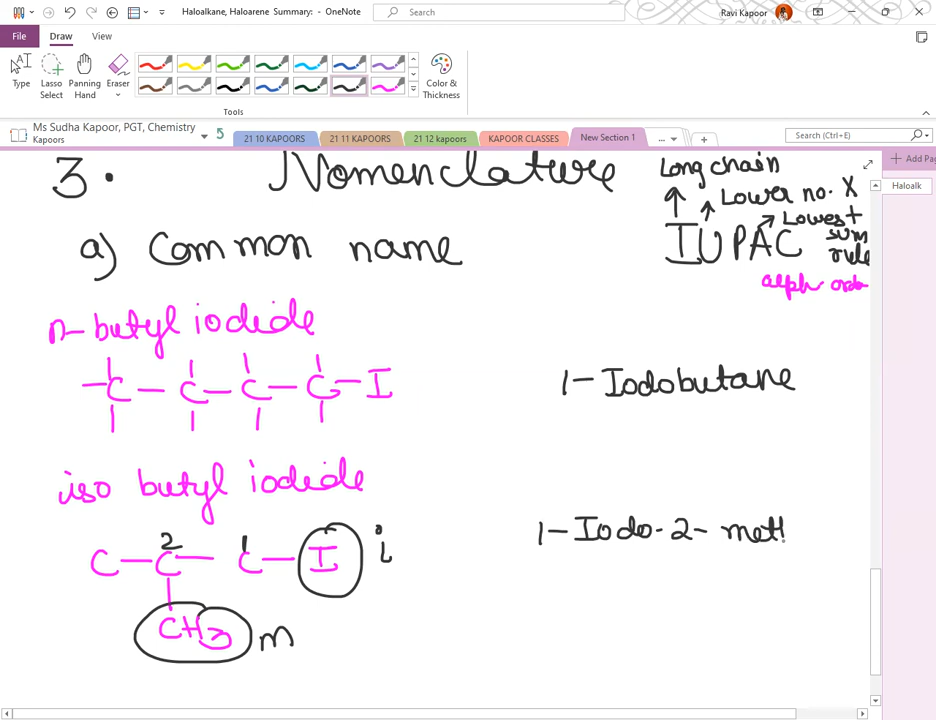 Haloalkane, Haloarene Summary: - OneNote
Search
Ravi Kapoor
File
Draw
View
Type
Lasso Select
Panning Hand
Eraser
Color & Thickness
Tools
Ms Sudha Kapoor, PGT, Chemistry
Kapoors
21 10 KAPOORS
21 11 KAPOORS
21 12 kapoors
KAPOOR CLASSES
New Section 1
...
Search (Ctrl+E)
Add Pag
Haloalk
3. Nomenclature
Long chain
Lower no. X
Lowest
sum
rule
IUPAC
alph. orde
a) Common name
n-butyl iodide
-C-C-C-C-I
1-Iodobutane
iso butyl iodide
2 1
C-C-C-I i
CH3 m
1-Iodo-2-meth